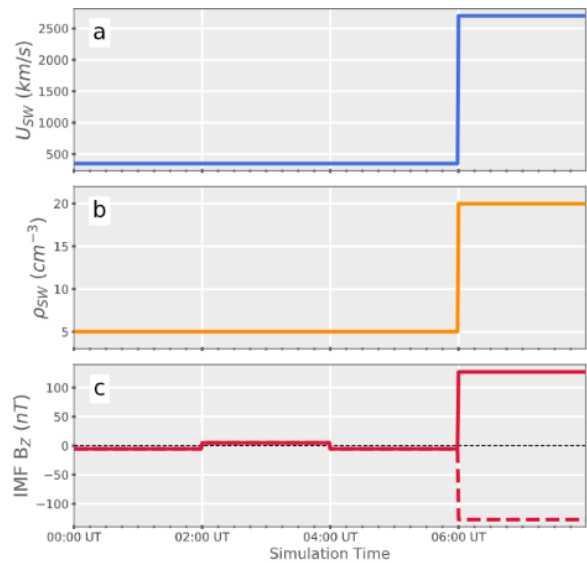 a
U_SW (km/s)
2500
2000
1500
1000
500
b
ρ_SW (cm⁻³)
20
15
10
5
c
IMF B_Z (nT)
100
50
0
−50
−100
00:00 UT 02:00 UT 04:00 UT 06:00 UT
Simulation Time